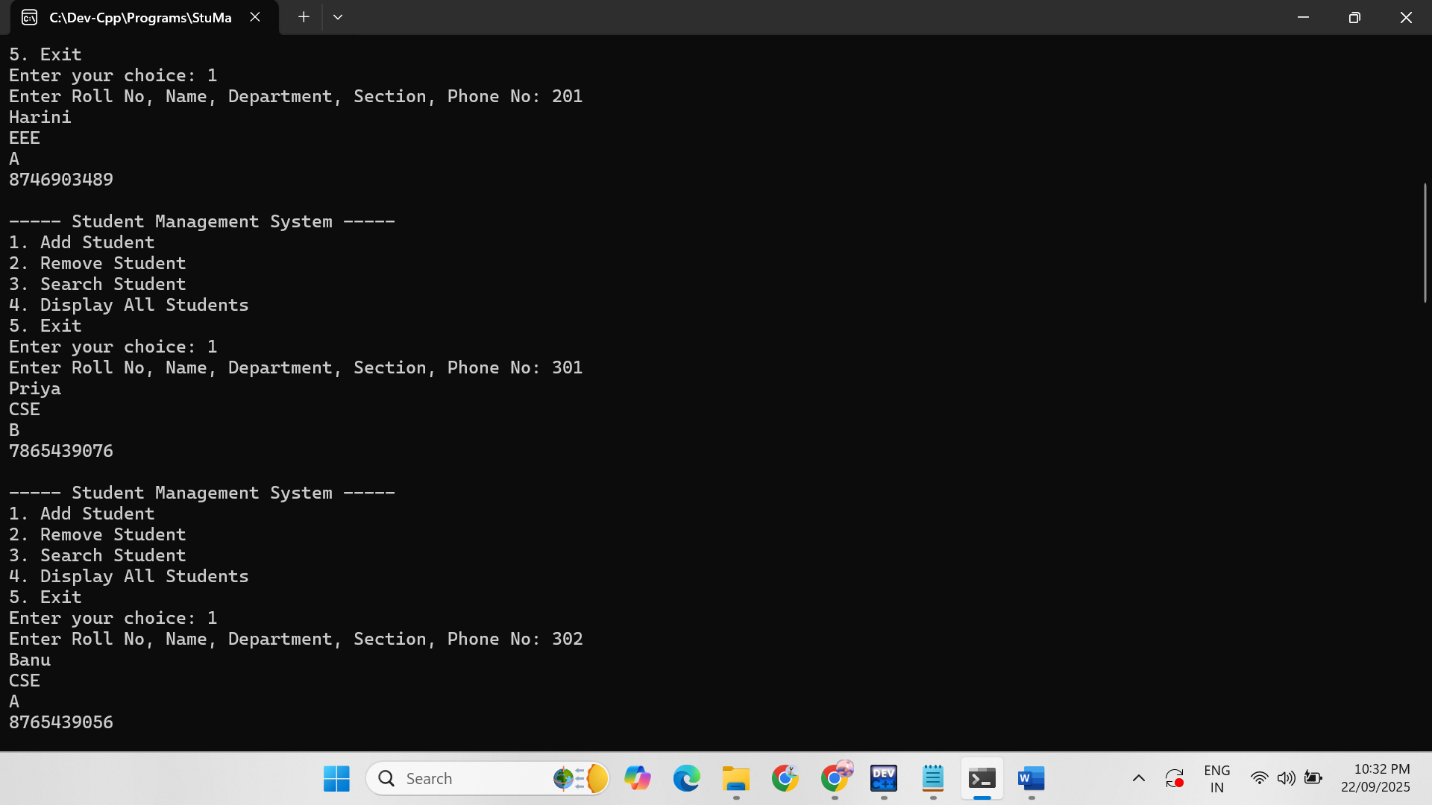 C:\Dev-Cpp\Programs\StuMa
5. Exit
Enter your choice: 1
Enter Roll No, Name, Department, Section, Phone No: 201
Harini
EEE
A
8746903489
----- Student Management System -----
1. Add Student
2. Remove Student
3. Search Student
4. Display All Students
5. Exit
Enter your choice: 1
Enter Roll No, Name, Department, Section, Phone No: 301
Priya
CSE
B
7865439076
----- Student Management System -----
1. Add Student
2. Remove Student
3. Search Student
4. Display All Students
5. Exit
Enter your choice: 1
Enter Roll No, Name, Department, Section, Phone No: 302
Banu
CSE
A
8765439056
Search
DEV
C++
W
ENG
IN
10:32 PM
22/09/2025